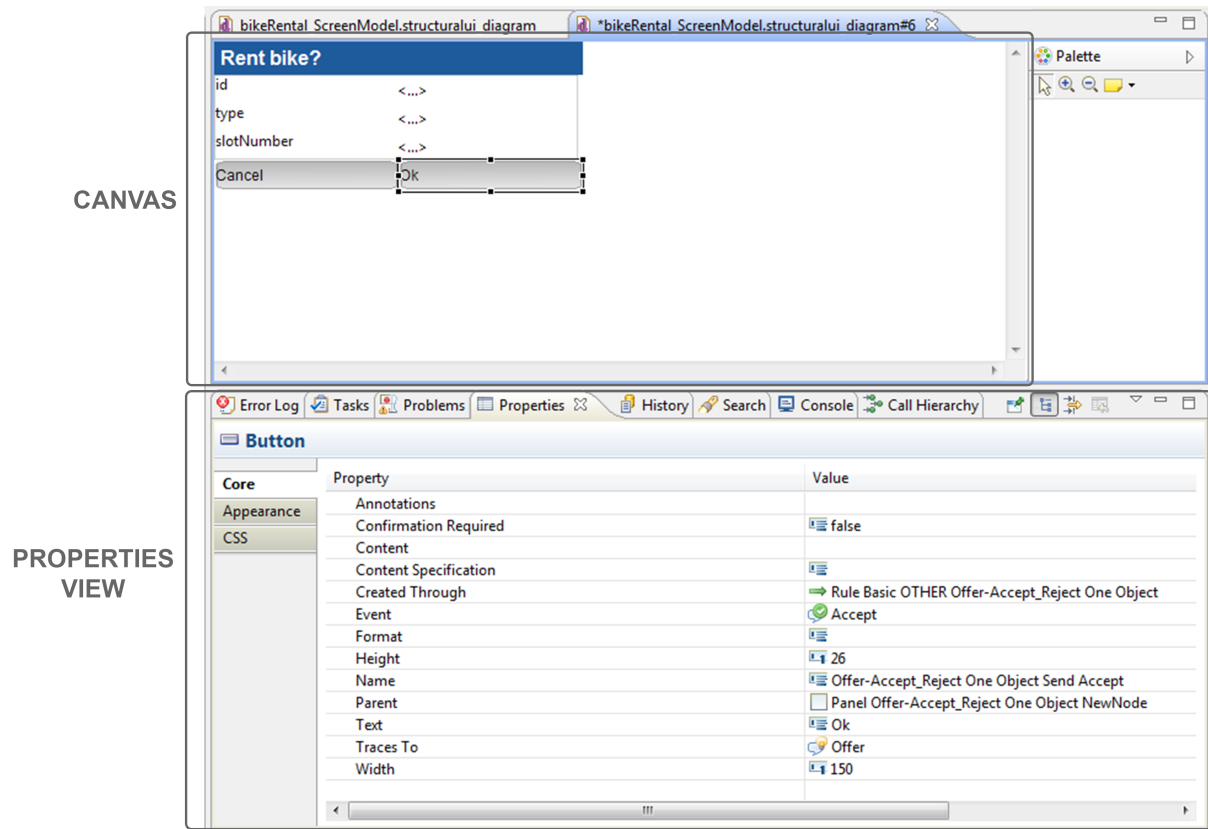 bikeRental_ScreenModel.structuralui_diagram
*bikeRental_ScreenModel.structuralui_diagram#6
Rent bike?
Palette
id <...>
type <...>
slotNumber <...>
Cancel Ok
CANVAS
Error Log Tasks Problems Properties History Search Console Call Hierarchy
Button
Core
Appearance
CSS
PROPERTIES
VIEW
Property Value
Annotations
Confirmation Required false
Content
Content Specification
Created Through Rule Basic OTHER Offer-Accept_Reject One Object
Event Accept
Format
Height 26
Name Offer-Accept_Reject One Object Send Accept
Parent Panel Offer-Accept_Reject One Object NewNode
Text Ok
Traces To Offer
Width 150